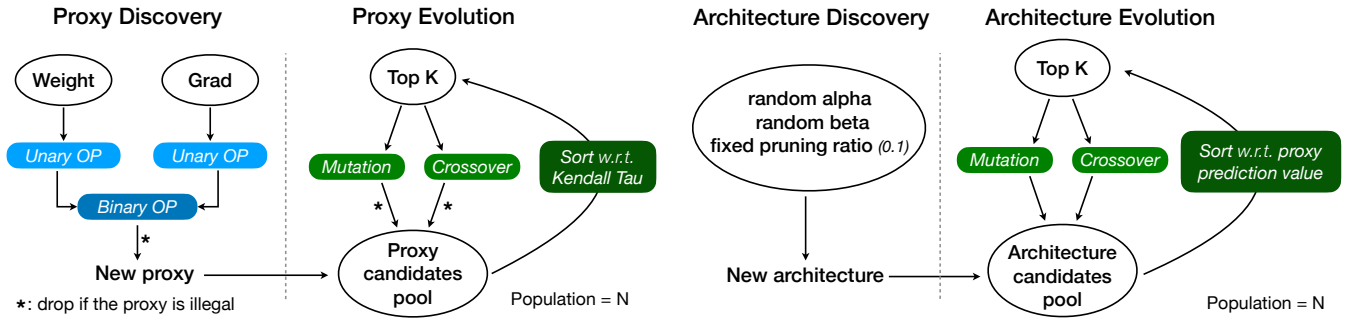 Proxy Discovery
Weight
Grad
Unary OP
Unary OP
Binary OP
*
New proxy
*: drop if the proxy is illegal
Proxy Evolution
Top K
Mutation
Crossover
Sort w.r.t.
Kendall Tau
*
*
Proxy
candidates
pool
Population = N
Architecture Discovery
random alpha
random beta
fixed pruning ratio (0.1)
New architecture
Architecture Evolution
Top K
Mutation
Crossover
Sort w.r.t. proxy
prediction value
Architecture
candidates
pool
Population = N